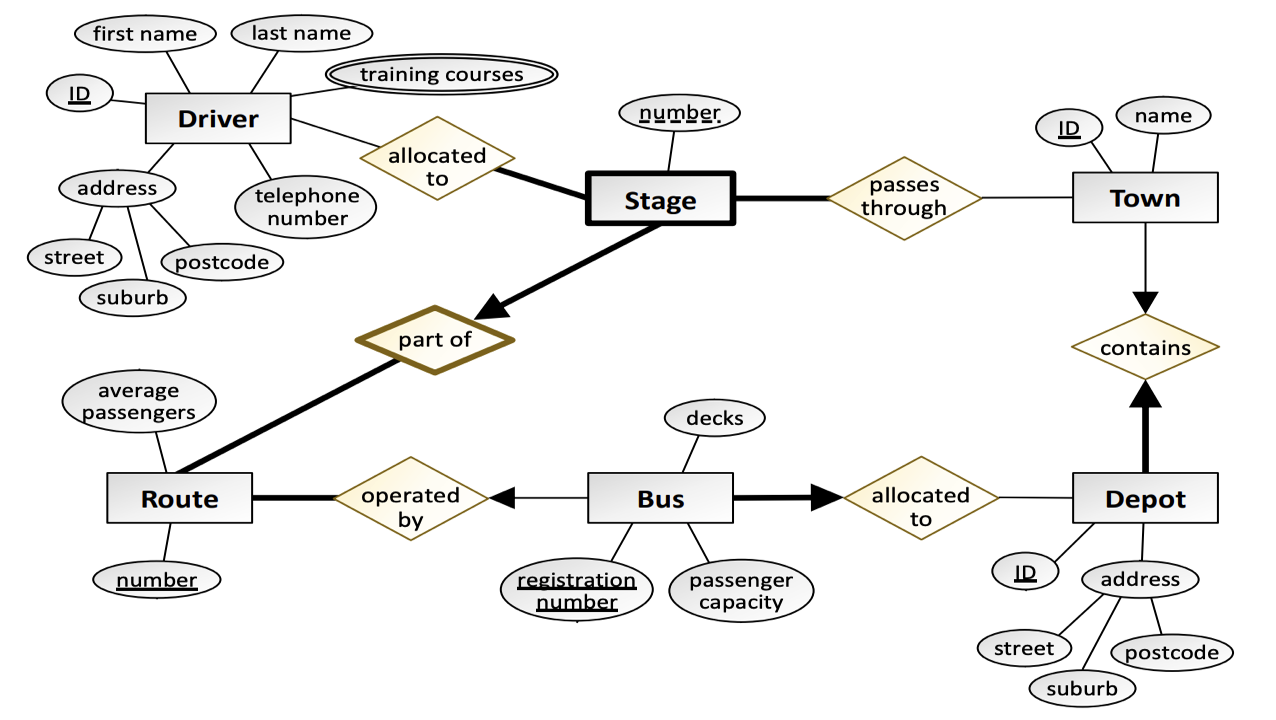 first name
last name
training courses
ID
Driver
number
ID
name
allocated
to
address
telephone
number
Stage
passes
through
Town
street
postcode
suburb
part of
contains
average
passengers
decks
Route
operated
by
Bus
allocated
to
Depot
number
registration
number
passenger
capacity
ID
address
street
postcode
suburb